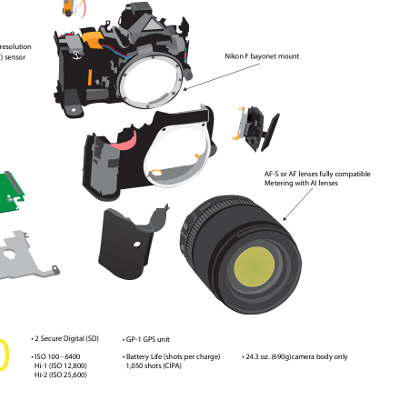 resolution
) sensor
Nikon F bayonet mount
AF-S or AF lenses fully compatible
Metering with AI lenses
0
• 2 Secure Digital (SD)
• GP-1 GPS unit
• ISO 100 - 6400
Hi-1 (ISO 12,800)
Hi-2 (ISO 25,600)
• Battery Life (shots per charge)
1,050 shots (CIPA)
• 24.3 oz. (690g)camera body only